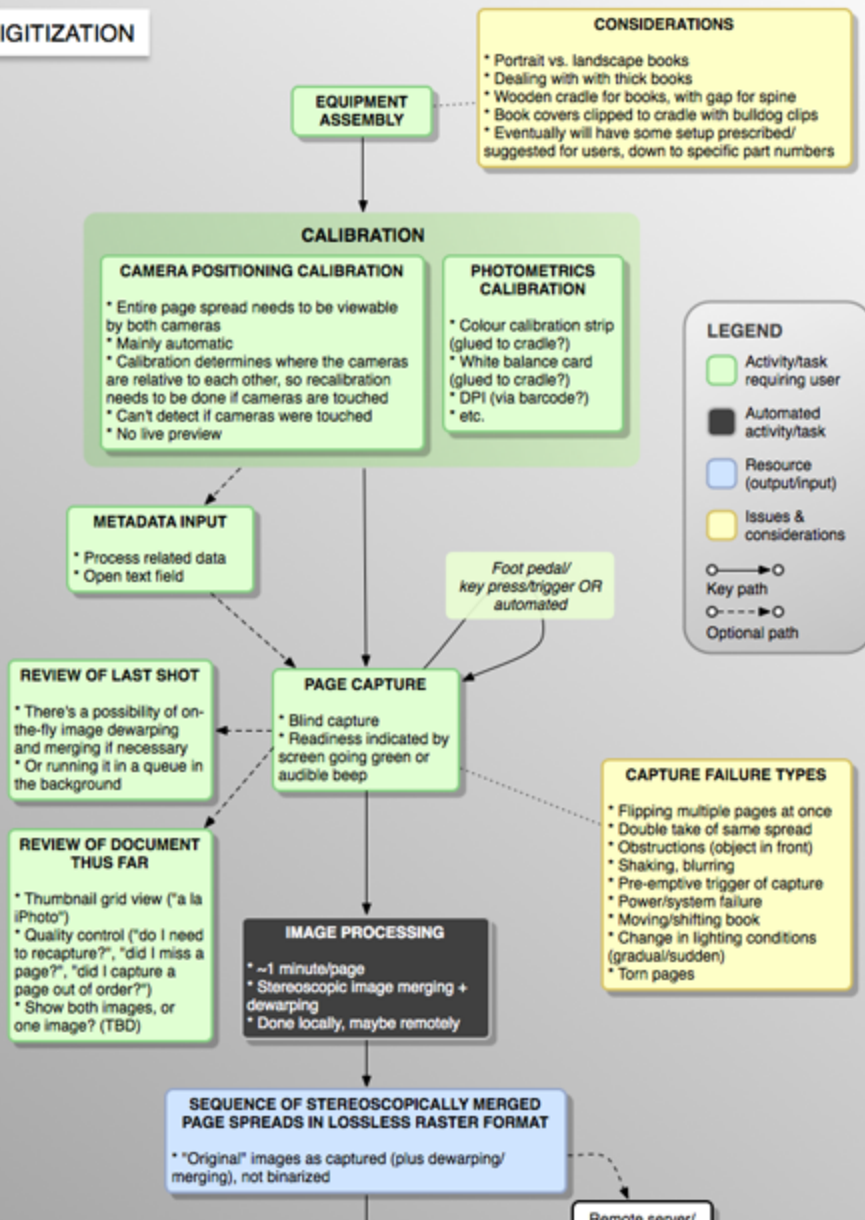 IGITIZATION
CONSIDERATIONS
* Portrait vs. landscape books
* Dealing with with thick books
* Wooden cradle for books, with gap for spine
* Book covers clipped to cradle with bulldog clips
* Eventually will have some setup prescribed/
suggested for users, down to specific part numbers
EQUIPMENT
ASSEMBLY
CALIBRATION
CAMERA POSITIONING CALIBRATION
* Entire page spread needs to be viewable
by both cameras
* Mainly automatic
* Calibration determines where the cameras
are relative to each other, so recalibration
needs to be done if cameras are touched
* Can't detect if cameras were touched
* No live preview
PHOTOMETRICS
CALIBRATION
* Colour calibration strip
(glued to cradle?)
* White balance card
(glued to cradle?)
* DPI (via barcode?)
* etc.
LEGEND
Activity/task
requiring user
Automated
activity/task
Resource
(output/input)
Issues &
considerations
Key path
Optional path
METADATA INPUT
* Process related data
* Open text field
Foot pedal/
key press/trigger OR
automated
REVIEW OF LAST SHOT
* There's a possibility of on-
the-fly image dewarping
and merging if necessary
* Or running it in a queue in
the background
PAGE CAPTURE
* Blind capture
* Readiness indicated by
screen going green or
audible beep
CAPTURE FAILURE TYPES
* Flipping multiple pages at once
* Double take of same spread
* Obstructions (object in front)
* Shaking, blurring
* Pre-emptive trigger of capture
* Power/system failure
* Moving/shifting book
* Change in lighting conditions
(gradual/sudden)
* Torn pages
REVIEW OF DOCUMENT
THUS FAR
* Thumbnail grid view ("a la
iPhoto")
* Quality control ("do I need
to recapture?", "did I miss a
page?", "did I capture a
page out of order?")
* Show both images, or
one image? (TBD)
IMAGE PROCESSING
* ~1 minute/page
* Stereoscopic image merging +
dewarping
* Done locally, maybe remotely
SEQUENCE OF STEREOSCOPICALLY MERGED
PAGE SPREADS IN LOSSLESS RASTER FORMAT
* "Original" images as captured (plus dewarping/
merging), not binarized
Remote server/